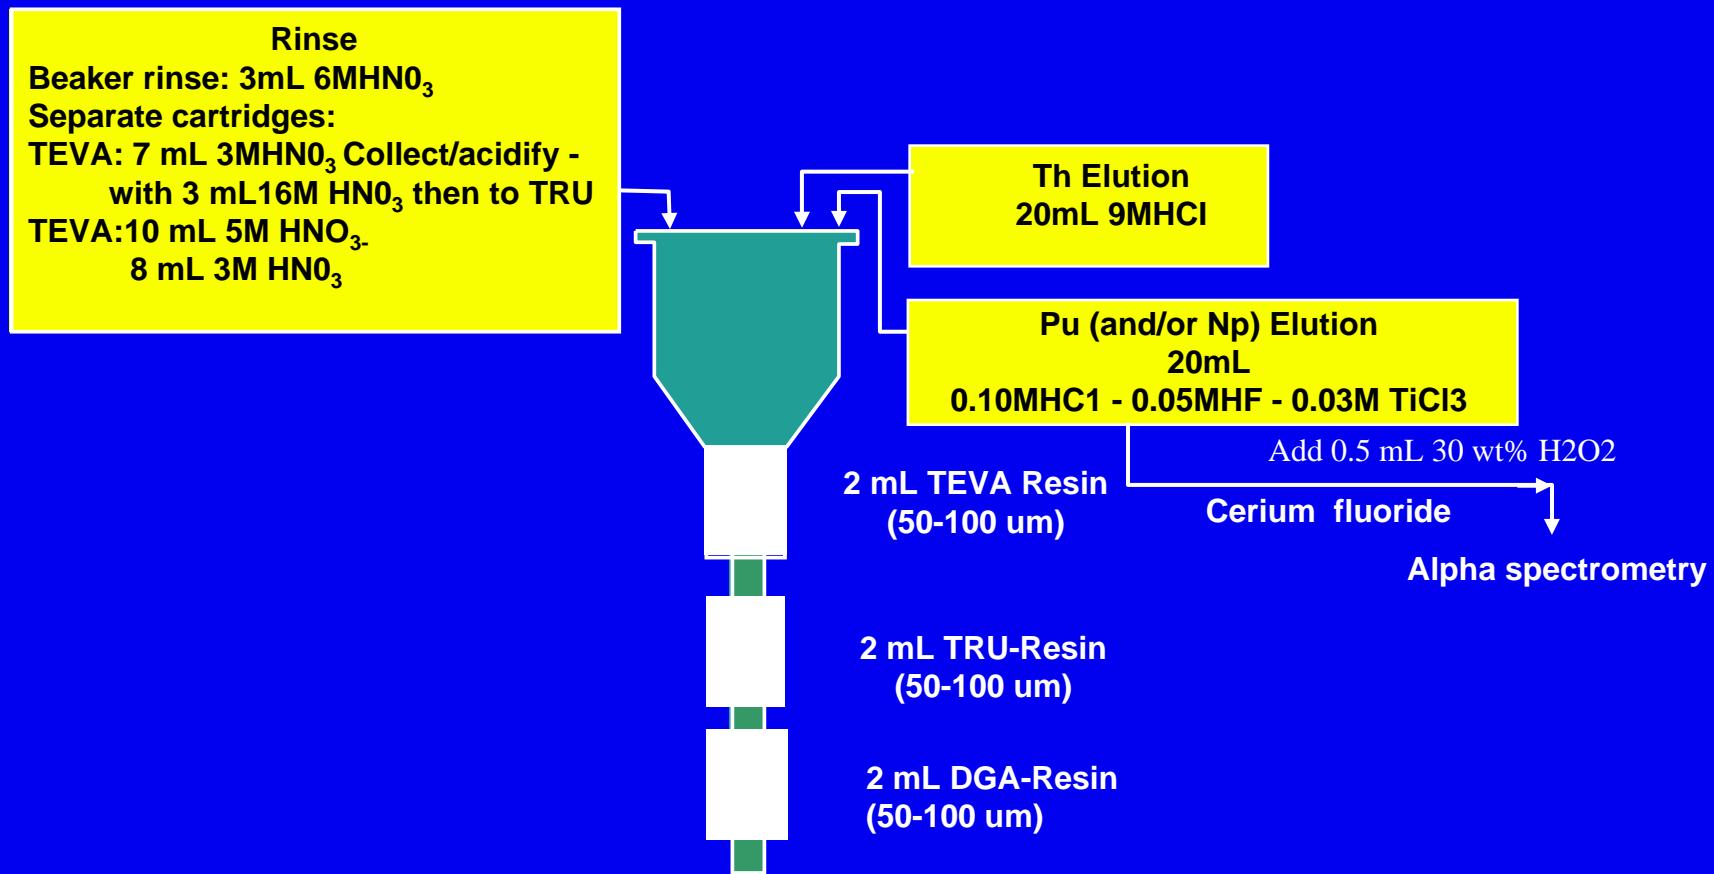 Rinse
Beaker rinse: 3mL 6MHN0₃
Separate cartridges:
TEVA: 7 mL 3MHN0₃ Collect/acidify -
with 3 mL16M HN0₃ then to TRU
TEVA:10 mL 5M HNO₃₋
8 mL 3M HN0₃
Th Elution
20mL 9MHCl
Pu (and/or Np) Elution
20mL
0.10MHC1 - 0.05MHF - 0.03M TiCl3
Add 0.5 mL 30 wt% H2O2
2 mL TEVA Resin
(50-100 um)
Cerium fluoride
Alpha spectrometry
2 mL TRU-Resin
(50-100 um)
2 mL DGA-Resin
(50-100 um)